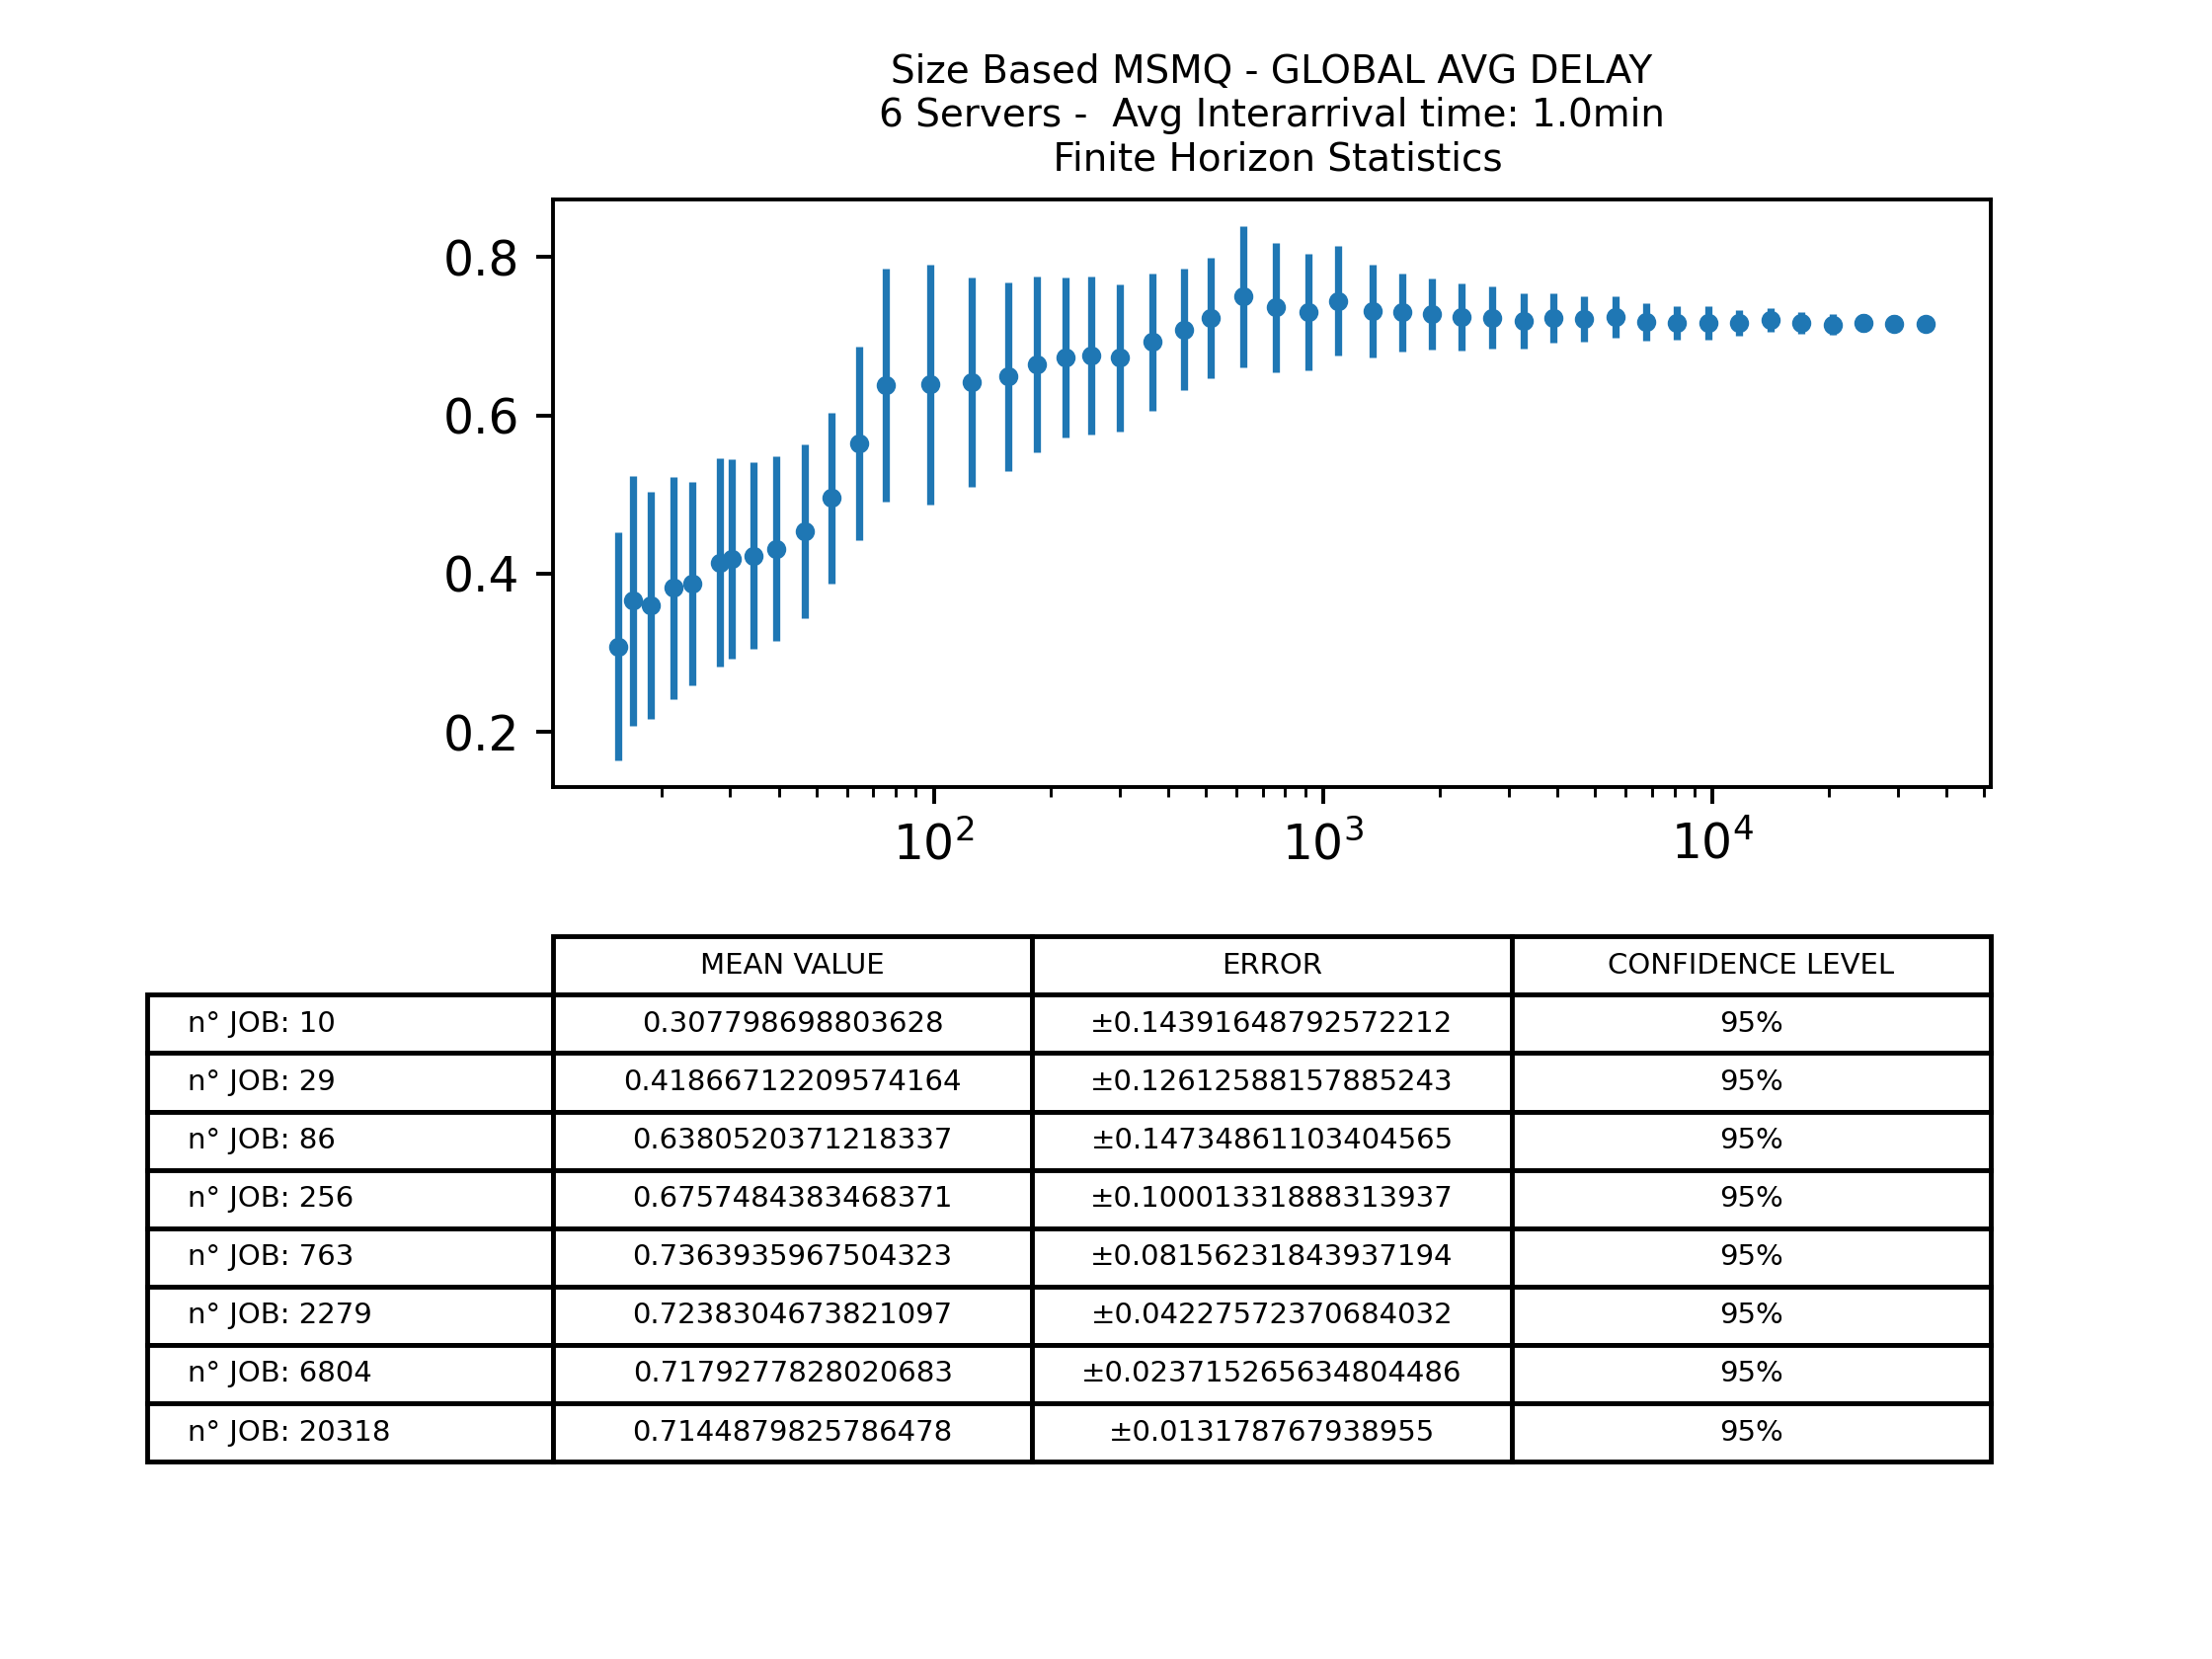 Size Based MSMQ - GLOBAL AVG DELAY
6 Servers -  Avg Interarrival time: 1.0min
Finite Horizon Statistics
0.8
0.6
0.4
0.2
10² 10³ 10⁴
MEAN VALUE ERROR CONFIDENCE LEVEL
n° JOB: 10 0.307798698803628 ±0.14391648792572212 95%
n° JOB: 29 0.41866712209574164 ±0.12612588157885243 95%
n° JOB: 86 0.6380520371218337 ±0.14734861103404565 95%
n° JOB: 256 0.6757484383468371 ±0.10001331888313937 95%
n° JOB: 763 0.7363935967504323 ±0.08156231843937194 95%
n° JOB: 2279 0.7238304673821097 ±0.04227572370684032 95%
n° JOB: 6804 0.7179277828020683 ±0.023715265634804486 95%
n° JOB: 20318 0.7144879825786478 ±0.013178767938955 95%